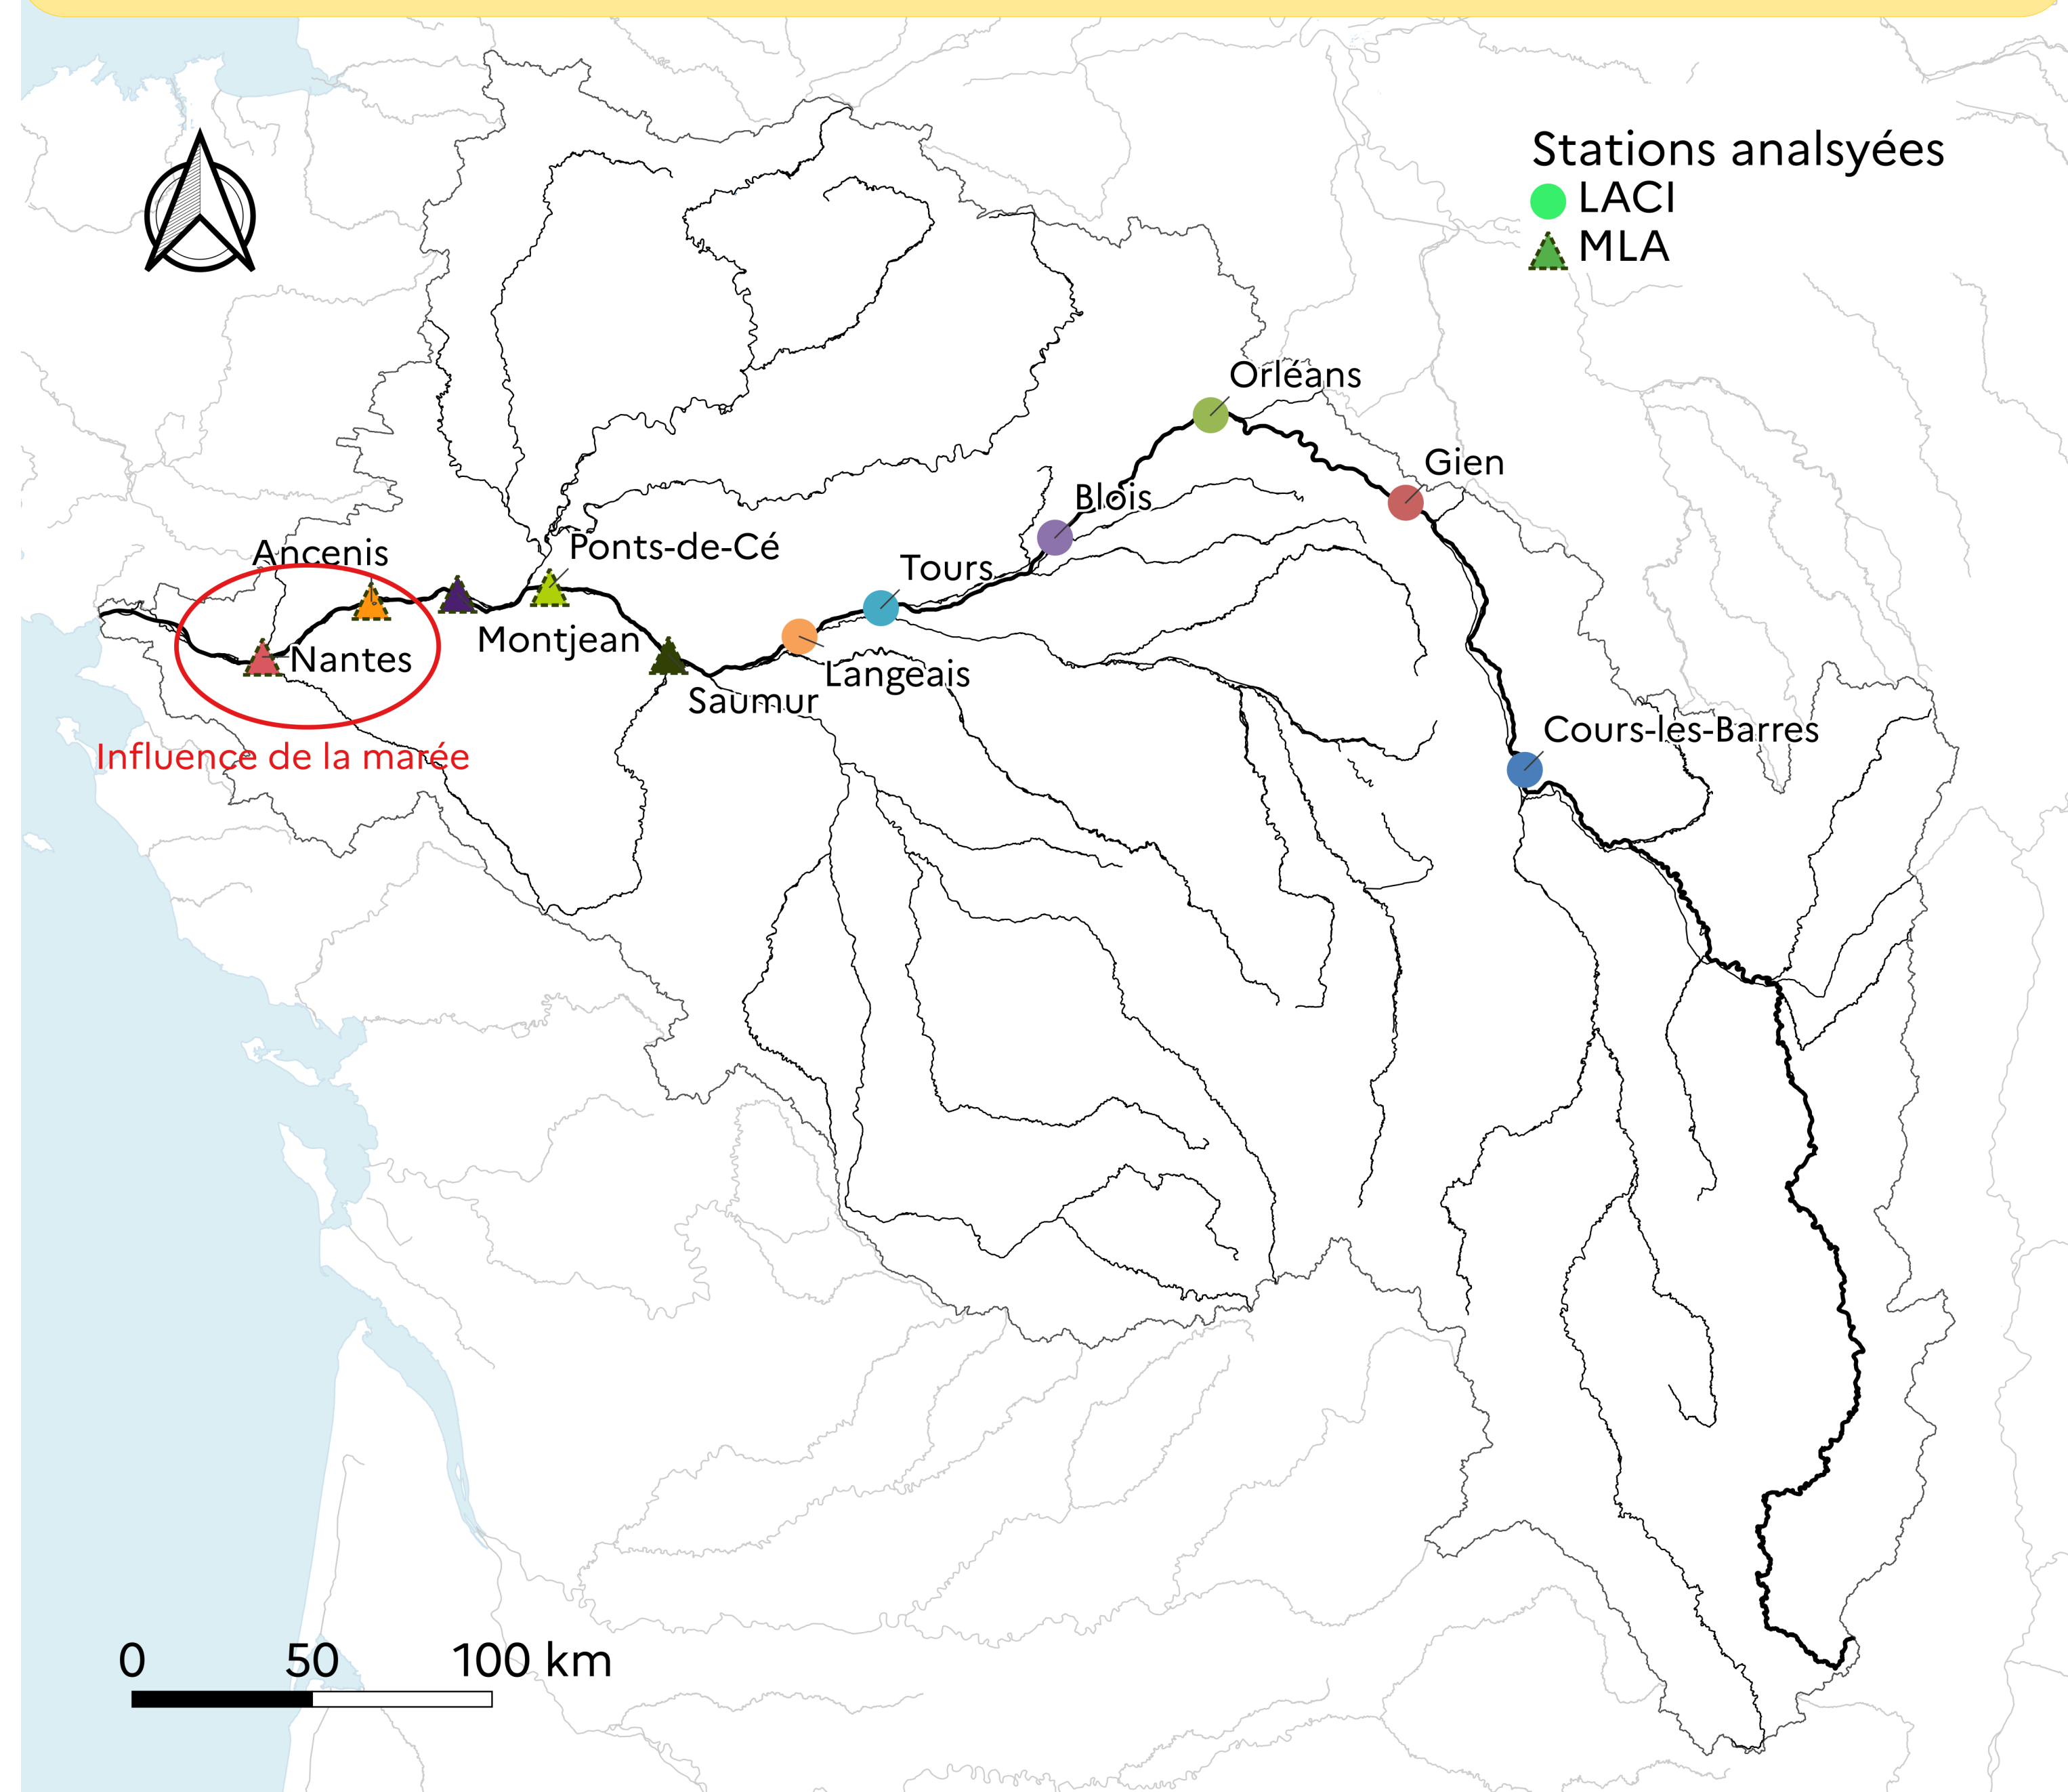 Stations analsyées
LACI
MLA
Orléans
Gien
Blois
Ancenis
Ponts-de-Cé
Tours
Montjean
Nantes
Langeais
Saumur
Cours-les-Barres
Influence de la marée
0 50 100 km